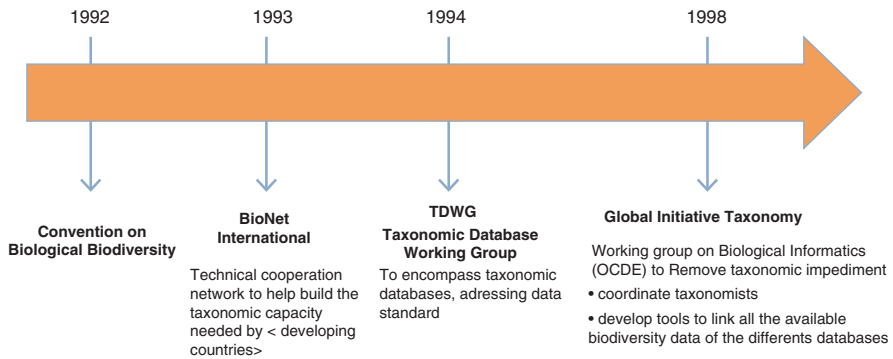 1992
1993
1994
1998
Convention on
Biological Biodiversity
BioNet
International
Technical cooperation
network to help build the
taxonomic capacity
needed by < developing
countries>
TDWG
Taxonomic Database
Working Group
To encompass taxonomic
databases, adressing data
standard
Global Initiative Taxonomy
Working group on Biological Informatics
(OCDE) to Remove taxonomic impediment
• coordinate taxonomists
• develop tools to link all the available
biodiversity data of the differents databases